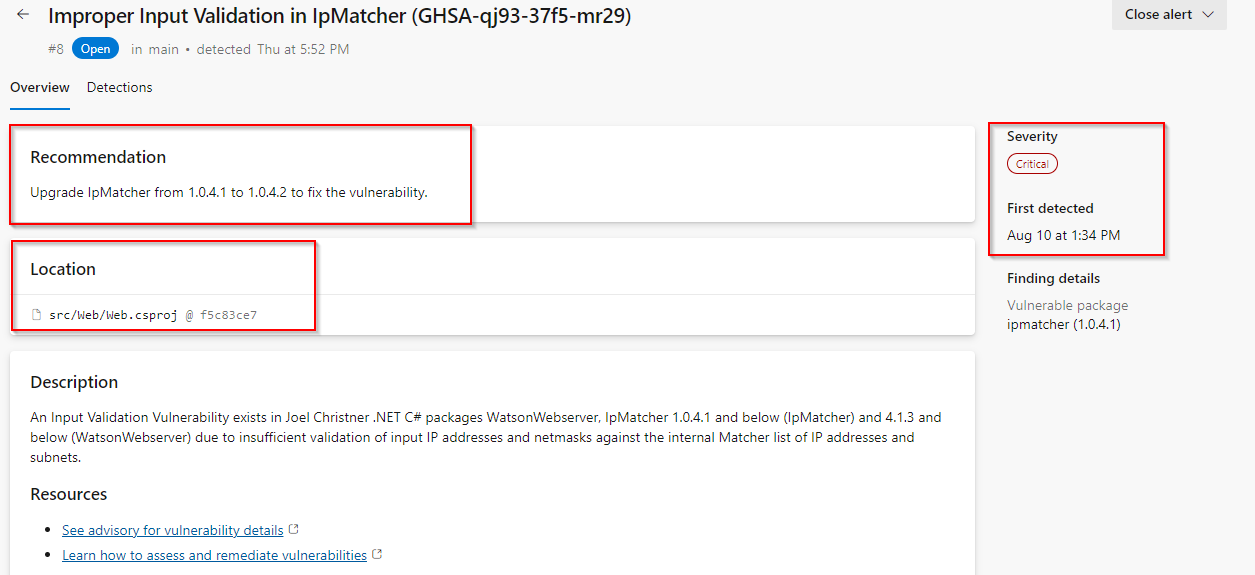 Improper Input Validation in IpMatcher (GHSA-qj93-37f5-mr29)
Close alert
#8 Open in main • detected Thu at 5:52 PM
Overview Detections
Recommendation
Upgrade IpMatcher from 1.0.4.1 to 1.0.4.2 to fix the vulnerability.
Location
src/Web/Web.csproj @ f5c83ce7
Description
An Input Validation Vulnerability exists in Joel Christner .NET C# packages WatsonWebserver, IpMatcher 1.0.4.1 and below (IpMatcher) and 4.1.3 and
below (WatsonWebserver) due to insufficient validation of input IP addresses and netmasks against the internal Matcher list of IP addresses and
subnets.
Resources
• See advisory for vulnerability details
• Learn how to assess and remediate vulnerabilities
Severity
Critical
First detected
Aug 10 at 1:34 PM
Finding details
Vulnerable package
ipmatcher (1.0.4.1)